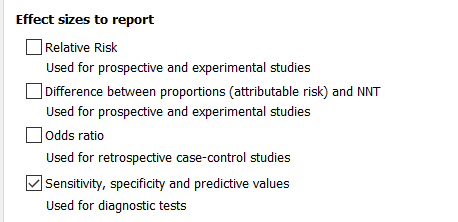 Effect sizes to report
Relative Risk
Used for prospective and experimental studies
Difference between proportions (attributable risk) and NNT
Used for prospective and experimental studies
Odds ratio
Used for retrospective case-control studies
Sensitivity, specificity and predictive values
Used for diagnostic tests